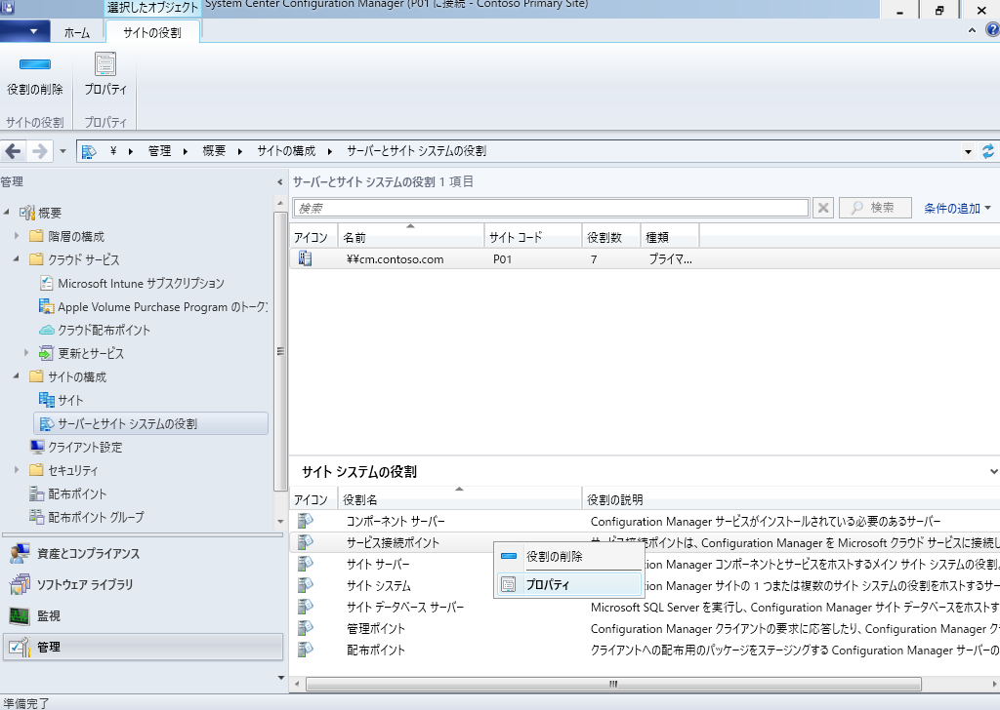 選択したオブジェクト System Center Configuration Manager (P01 に接続 - Contoso Primary Site)
ホーム サイトの役割
役割の削除 プロパティ
サイトの役割 プロパティ
¥ 管理 概要 サイトの構成 サーバーとサイト システムの役割
管理
概要
階層の構成
クラウド サービス
Microsoft Intune サブスクリプション
Apple Volume Purchase Program のトーク
クラウド配布ポイント
更新とサービス
サイトの構成
サイト
サーバーとサイト システムの役割
クライアント設定
セキュリティ
配布ポイント
配布ポイント グループ
資産とコンプライアンス
ソフトウェア ライブラリ
監視
管理
サーバーとサイト システムの役割 1 項目
検索 検索 条件の追加
アイコン 名前 サイト コード 役割数 種類
¥¥cm.contoso.com P01 7 プライマ...
サイト システムの役割
アイコン 役割名 役割の説明
コンポーネント サーバー Configuration Manager サービスがインストールされている必要のあるサーバー
サービス接続ポイント サービス接続ポイントは、Configuration Manager を Microsoft クラウド サービスに接続し
サイト サーバー ion Manager コンポーネントとサービスをホストするメイン サイト システムの役割。
サイト システム ion Manager サイトの 1 つまたは複数のサイト システムの役割をホストするサー
サイト データベース サーバー Microsoft SQL Server を実行し、Configuration Manager サイト データベースをホストす
管理ポイント Configuration Manager クライアントの要求に応答したり、Configuration Manager ク
配布ポイント クライアントへの配布用のパッケージをステージングする Configuration Manager サーバーの
役割の削除
プロパティ
準備完了